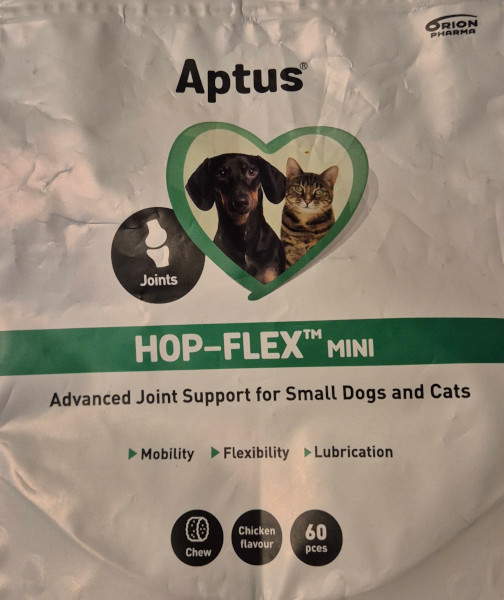 ORION
PHARMA
Aptus®
Joints
HOP-FLEX™ MINI
Advanced Joint Support for Small Dogs and Cats
Mobility Flexibility Lubrication
Chew
Chicken
flavour
60
pces